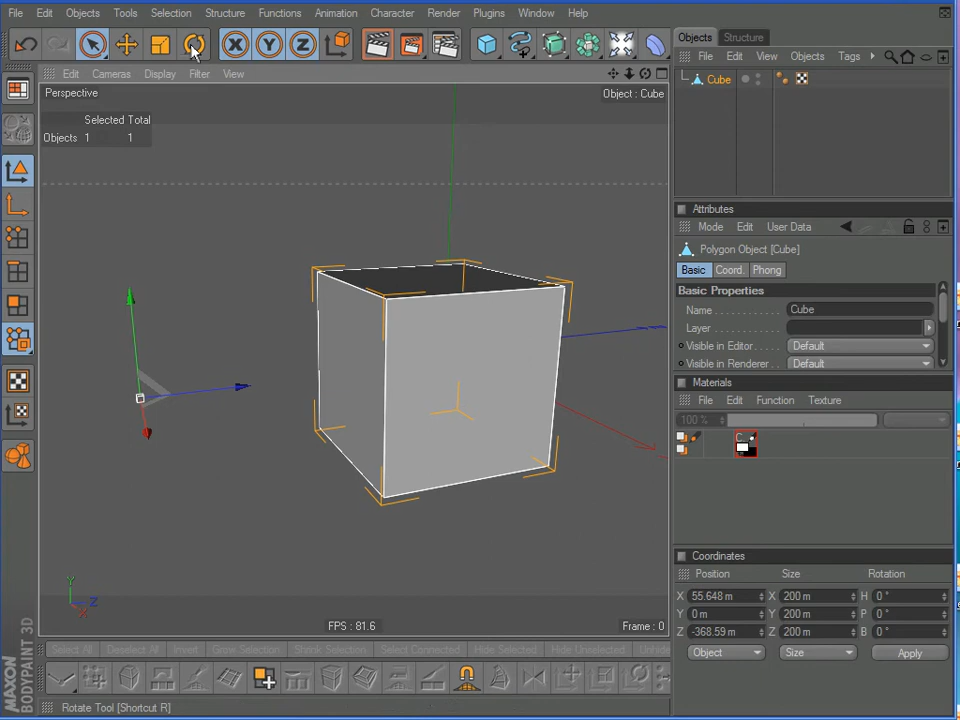 File Edit Objects Tools Selection Structure Functions Animation Character Render Plugins Window Help
X Y Z
Objects Structure
File Edit View Objects Tags
Cube
Edit Cameras Display Filter View
Perspective
Object : Cube
Selected Total
Objects 1 1
Attributes
Mode Edit User Data
Polygon Object [Cube]
Basic Coord. Phong
Basic Properties
Name Cube
Layer
Visible in Editor Default
Visible in Renderer Default
Materials
File Edit Function Texture
100 %
Coordinates
Position Size Rotation
X 55.648 m X 200 m H 0 °
Y 0 m Y 200 m P 0 °
Z -368.59 m Z 200 m B 0 °
Object Size Apply
Y
Z
X
FPS : 81.6
Frame : 0
Select All Deselect All Invert Grow Selection Shrink Selection Select Connected Hide Selected Hide Unselected Unhide
MAXON
BODYPAINT 3D
Rotate Tool [Shortcut R]